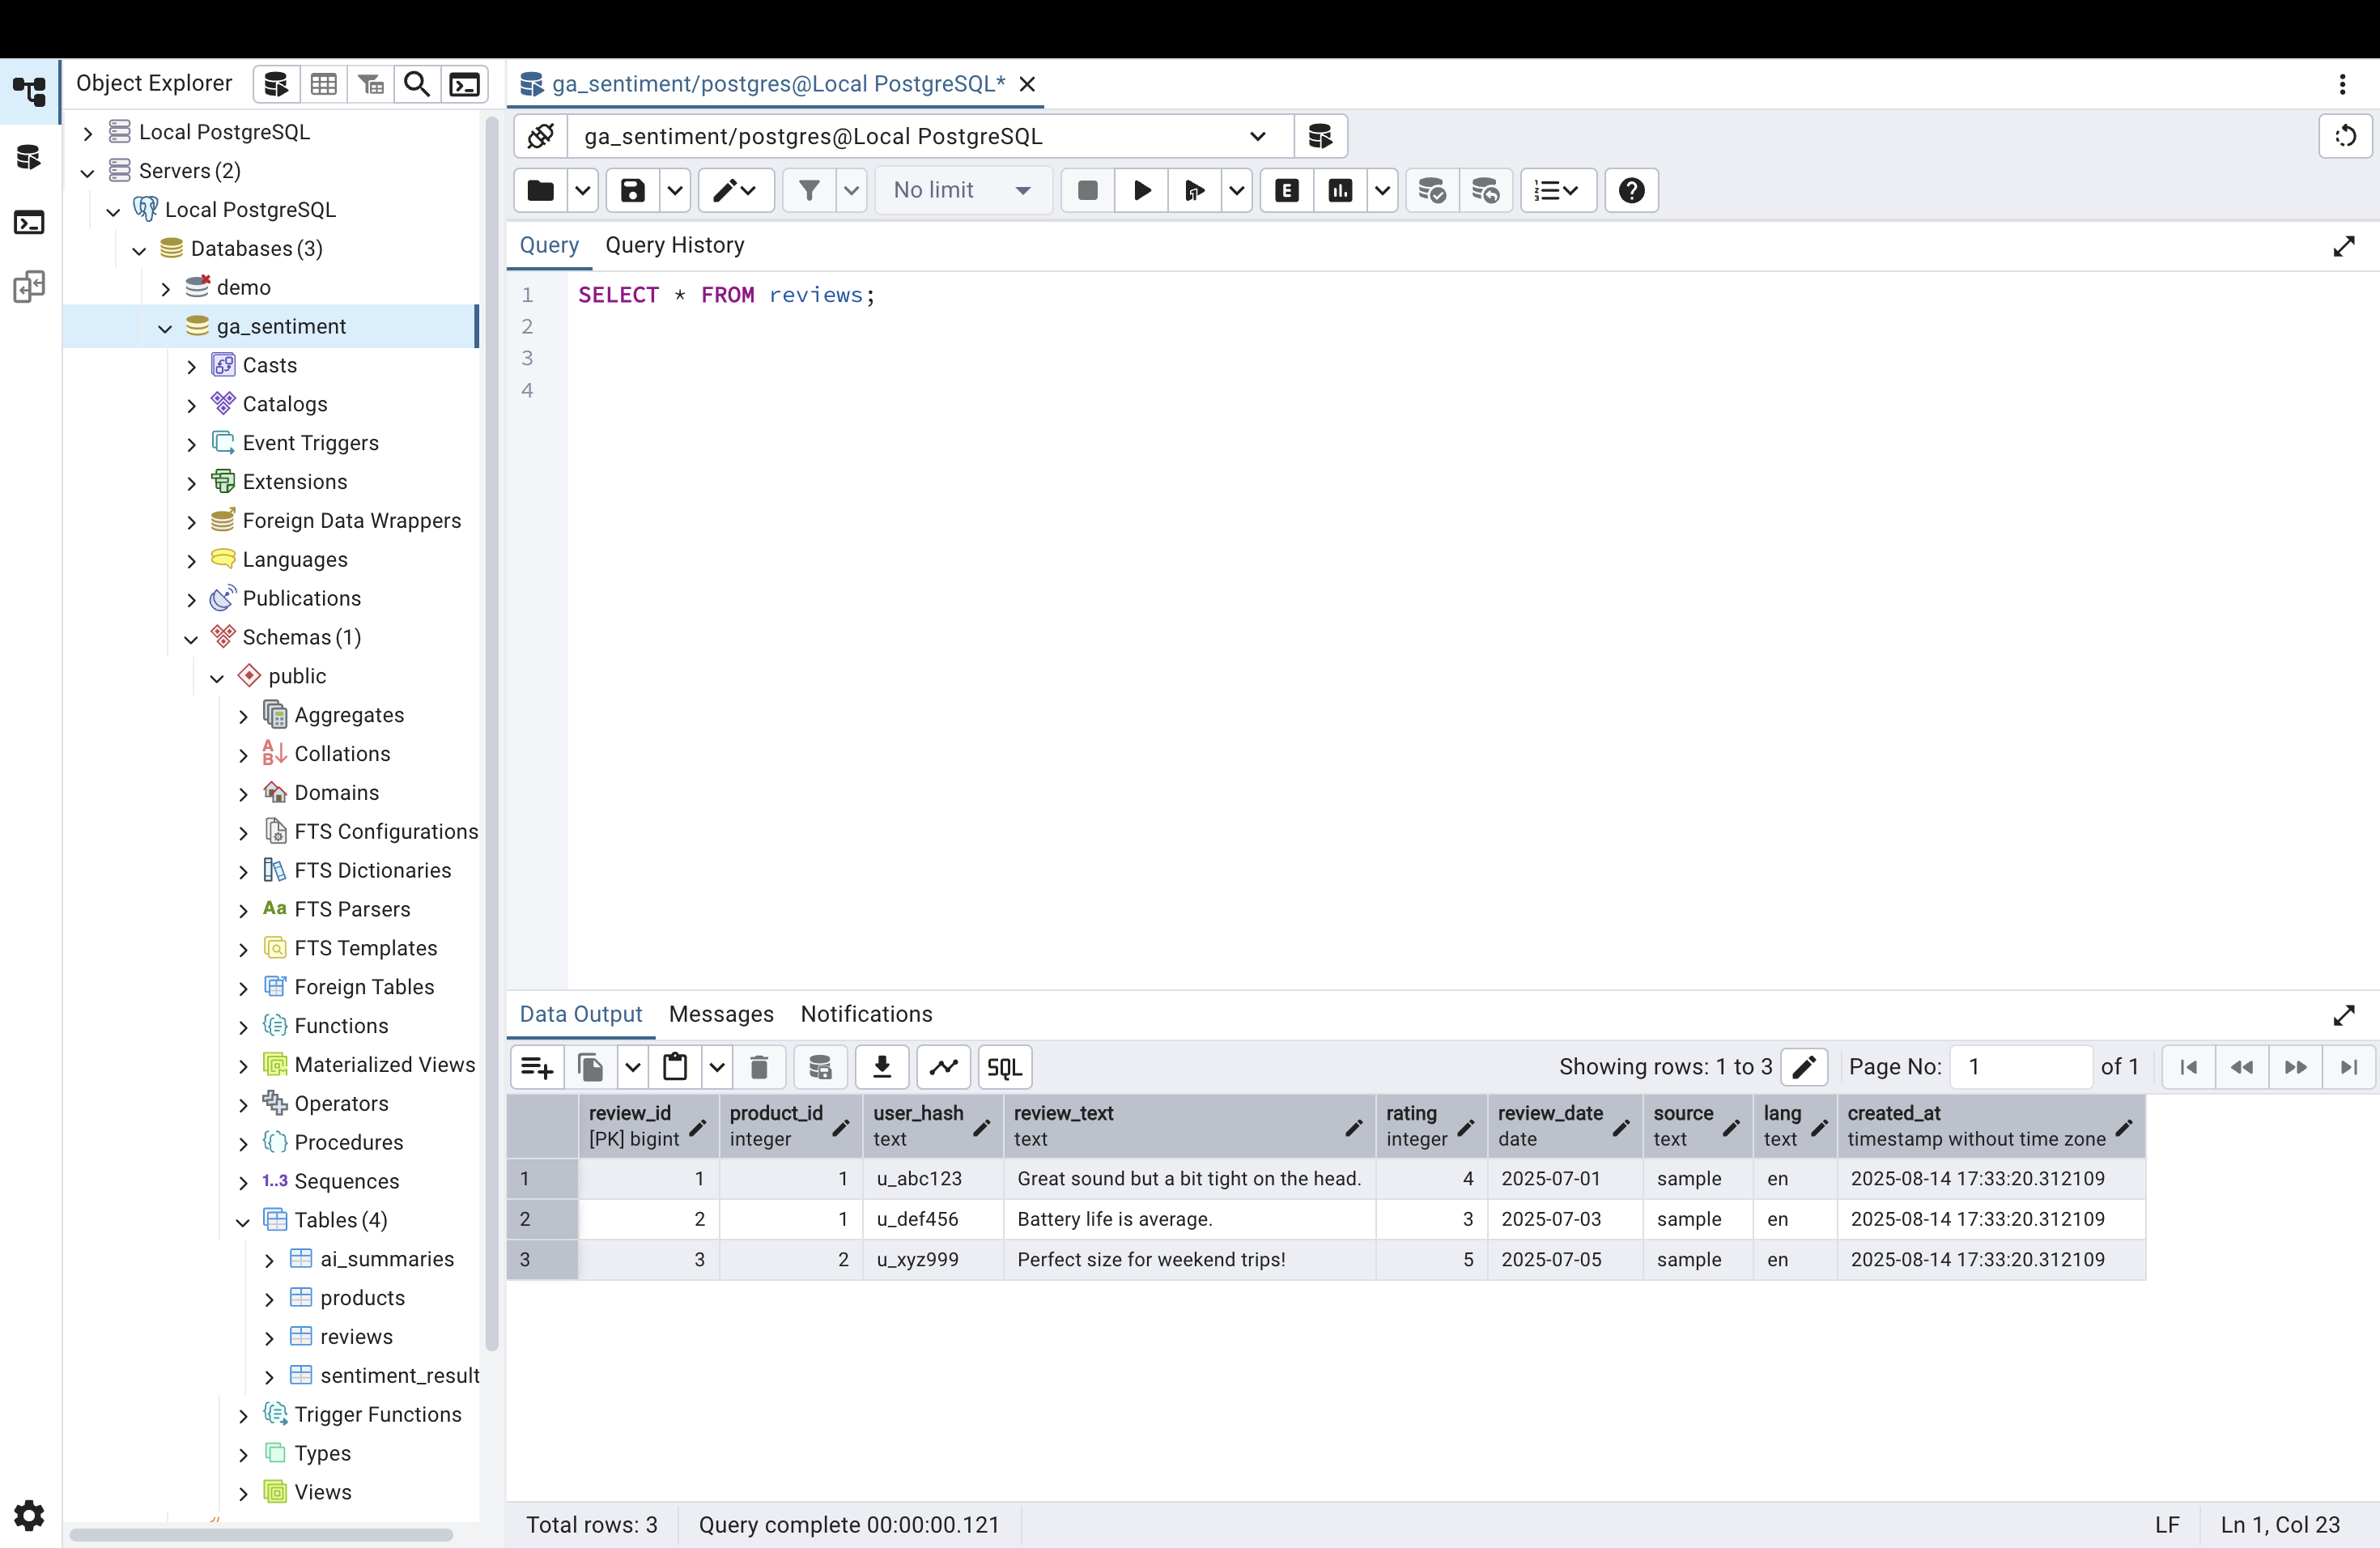 Object Explorer
ga_sentiment/postgres@Local PostgreSQL*
Local PostgreSQL
Servers (2)
Local PostgreSQL
Databases (3)
demo
ga_sentiment
Casts
Catalogs
Event Triggers
Extensions
Foreign Data Wrappers
Languages
Publications
Schemas (1)
public
Aggregates
Collations
Domains
FTS Configurations
FTS Dictionaries
Aa FTS Parsers
FTS Templates
Foreign Tables
Functions
Materialized Views
Operators
Procedures
1..3 Sequences
Tables (4)
ai_summaries
products
reviews
sentiment_result
Trigger Functions
Types
Views
ga_sentiment/postgres@Local PostgreSQL
No limit
E
Query Query History
1 SELECT * FROM reviews;
2
3
4
Data Output Messages Notifications
SQL Showing rows: 1 to 3 Page No: 1 of 1
review_id product_id user_hash review_text rating review_date source lang created_at
[PK] bigint integer text text integer date text text timestamp without time zone
1 1 1 u_abc123 Great sound but a bit tight on the head. 4 2025-07-01 sample en 2025-08-14 17:33:20.312109
2 2 1 u_def456 Battery life is average. 3 2025-07-03 sample en 2025-08-14 17:33:20.312109
3 3 2 u_xyz999 Perfect size for weekend trips! 5 2025-07-05 sample en 2025-08-14 17:33:20.312109
Total rows: 3 Query complete 00:00:00.121 LF Ln 1, Col 23